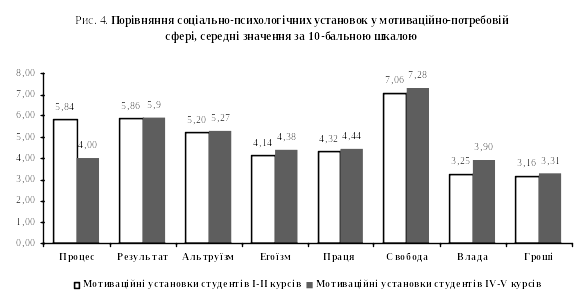 Рис. 4. Порівняння соціально-психологічних установок у мотиваційно-потребовій
сфері, середні значення за 10-бальною шкалою
8,00
7,00
6,00
5,00
4,00
3,00
2,00
1,00
0,00
5,84 4,00 5,86 5,9 5,20 5,27 4,14 4,38 4,32 4,44 7,06 7,28 3,25 3,90 3,16 3,31
Процес Результат Альтруїзм Егоїзм Праця Свобода Влада Гроші
Мотиваційні установки студентів I-II курсів Мотиваційні установки студентів IV-V курсів